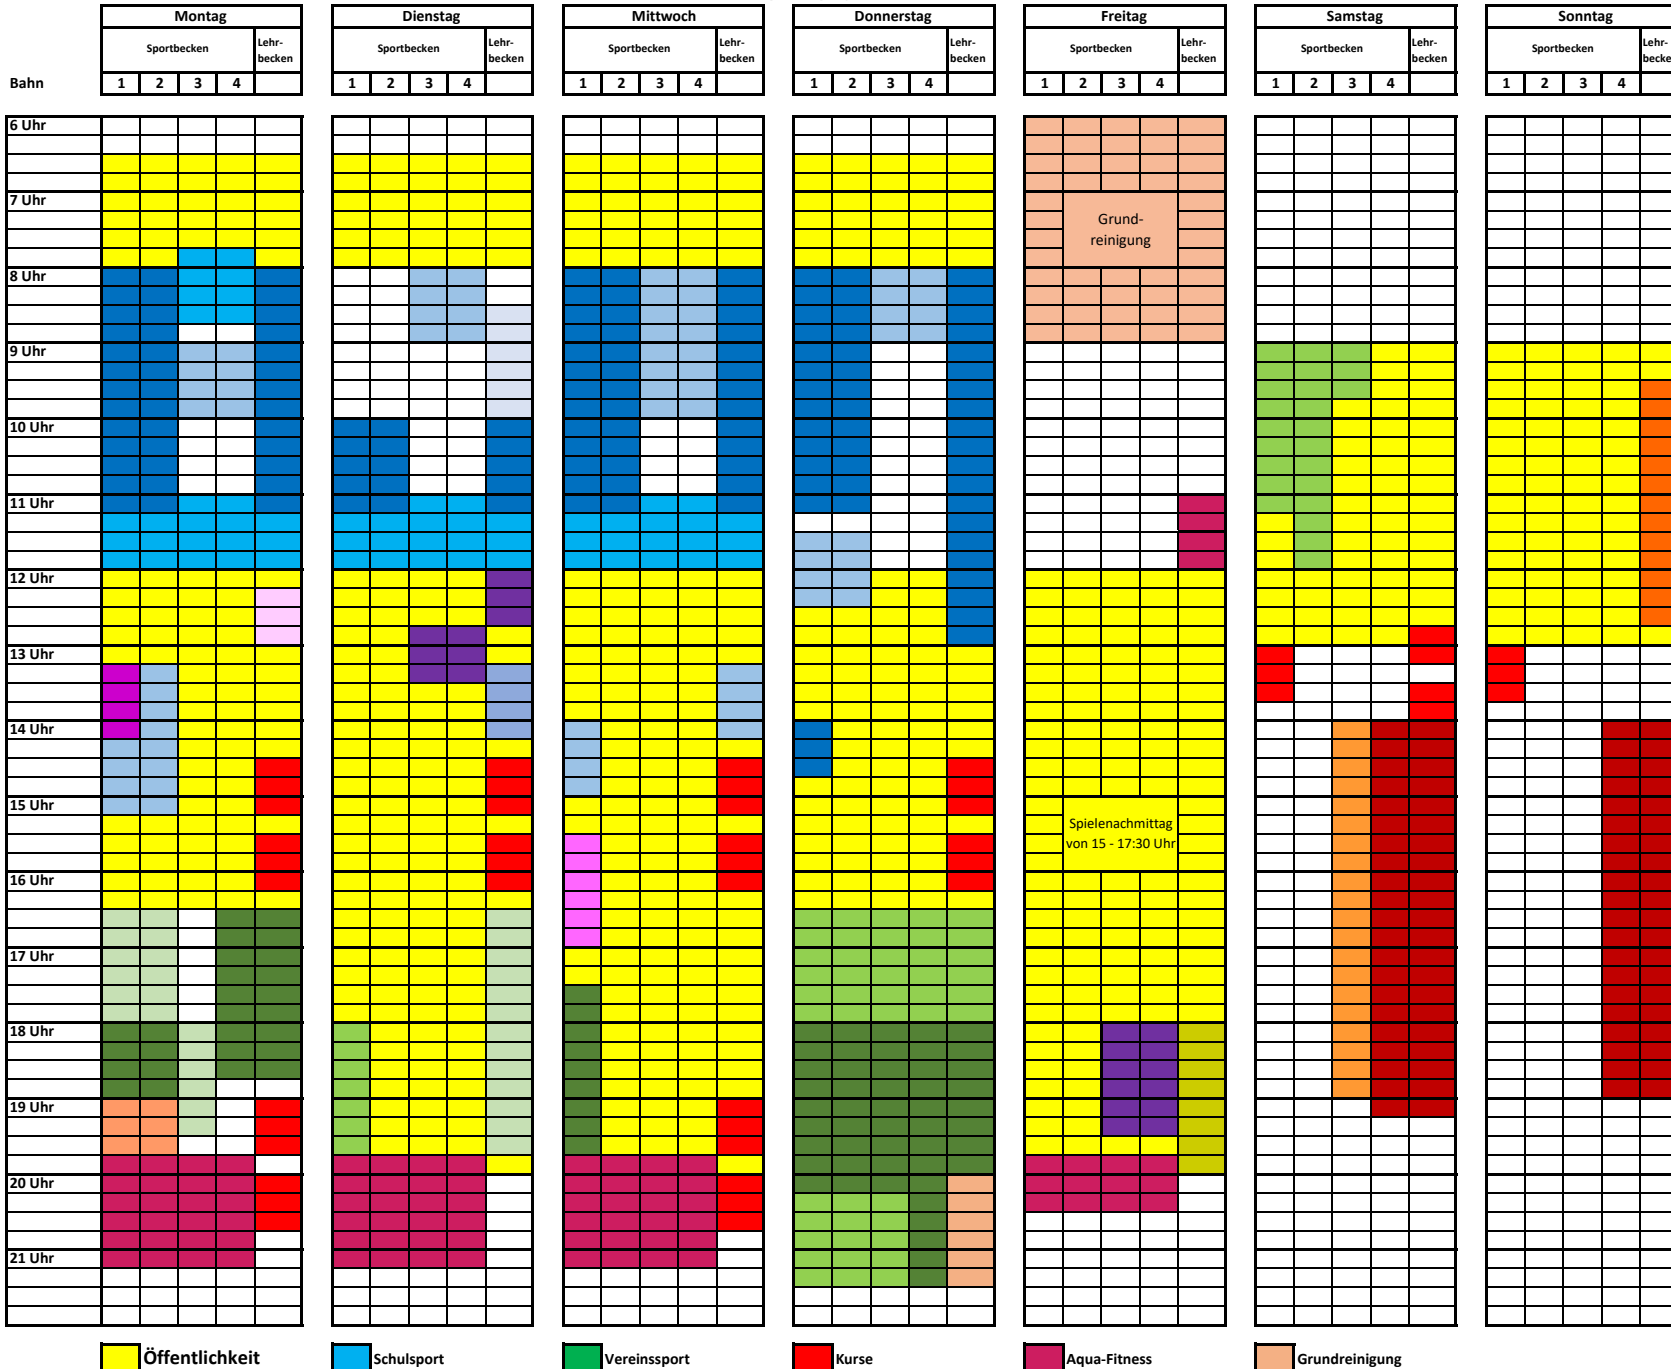 Montag Dienstag Mittwoch Donnerstag Freitag Samstag Sonntag
Sportbecken Lehr- Sportbecken Lehr- Sportbecken Lehr- Sportbecken Lehr- Sportbecken Lehr- Sportbecken Lehr- Sportbecken Lehr-
becken becken becken becken becken becken becke
Bahn 1 2 3 4 1 2 3 4 1 2 3 4 1 2 3 4 1 2 3 4 1 2 3 4 1 2 3 4
6 Uhr
7 Uhr
Grund-
reinigung
8 Uhr
9 Uhr
10 Uhr
11 Uhr
12 Uhr
13 Uhr
14 Uhr
15 Uhr
Spielenachmittag
von 15 - 17:30 Uhr
16 Uhr
17 Uhr
18 Uhr
19 Uhr
20 Uhr
21 Uhr
Öffentlichkeit Schulsport Vereinssport Kurse Aqua-Fitness Grundreinigung